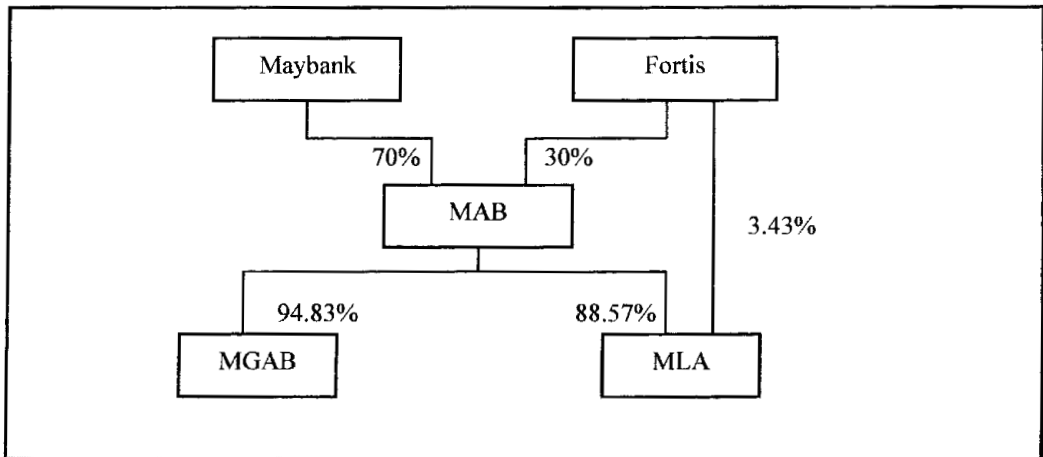 Maybank
Fortis
70%
30%
MAB
3.43%
94.83%
88.57%
MGAB
MLA